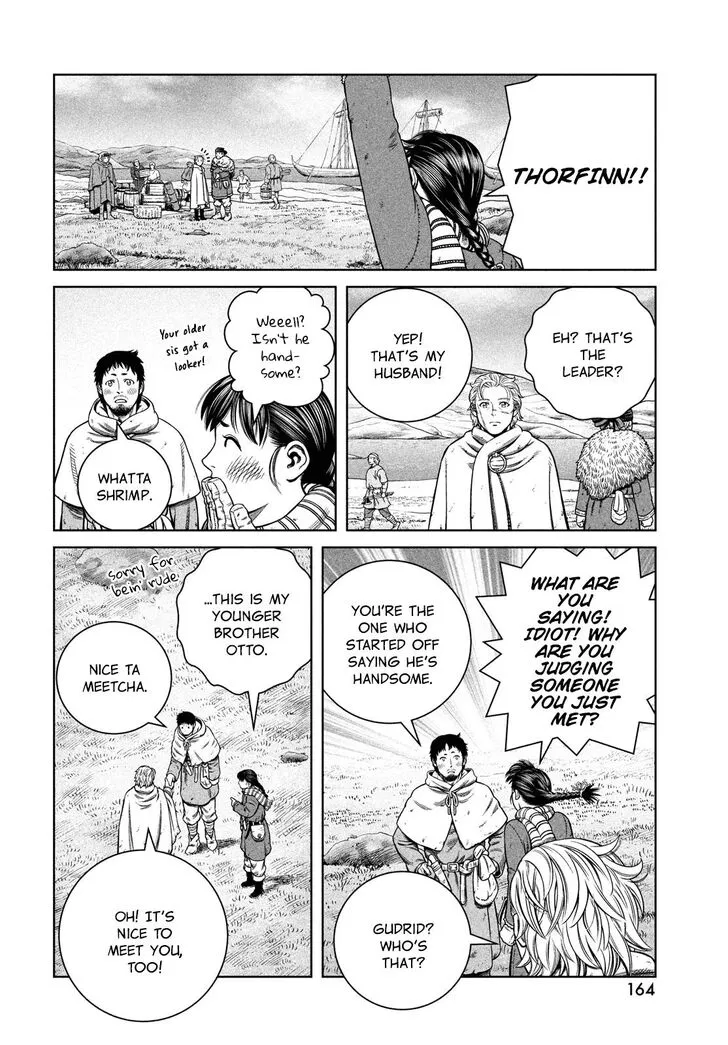 THORFINN!!
EH? THAT'S
THE
LEADER?
YEP!
THAT'S MY
HUSBAND!
Weeell?
Isn't he
hand-
some?
Your older
sis got a
looker!
WHATTA
SHRIMP.
WHAT ARE
YOU
SAYING!
IDIOT! WHY
ARE YOU
JUDGING
SOMEONE
YOU JUST
MET?
YOU'RE THE
ONE WHO
STARTED OFF
SAYING HE'S
HANDSOME.
GUDRID?
WHO'S
THAT?
...THIS IS MY
YOUNGER
BROTHER
OTTO.
sorry for
bein' rude.
NICE TA
MEETCHA.
OH! IT'S
NICE TO
MEET YOU,
TOO!
164